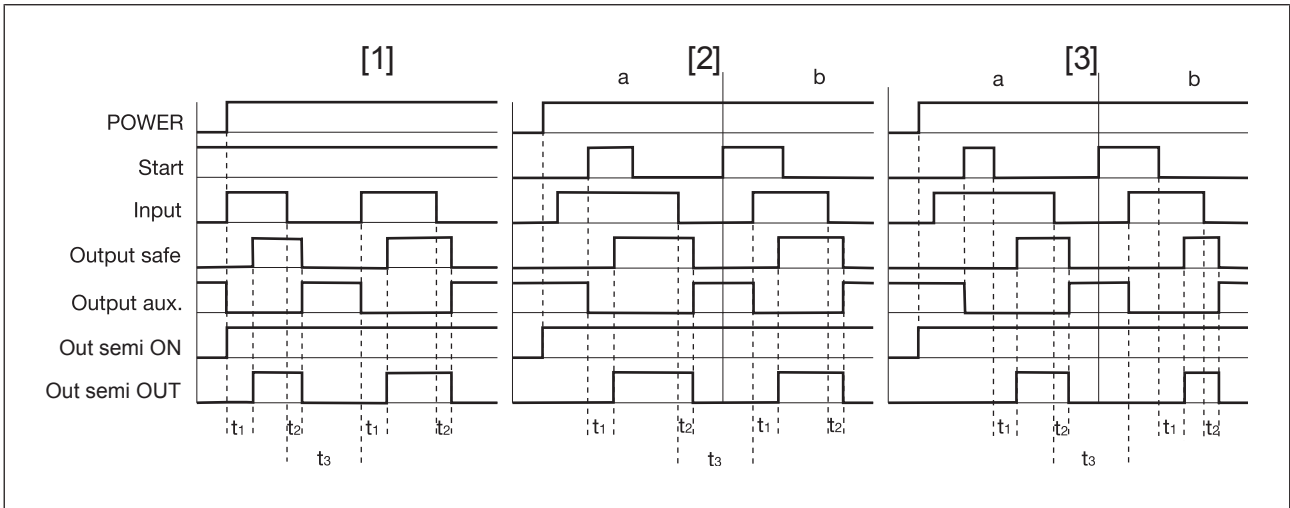 [1] [2] [3]
a b a b
POWER
Start
Input
Output safe
Output aux.
Out semi ON
Out semi OUT
t1 t2 t1 t2 t1 t2 t1 t2 t1 t2 t1 t2
t3 t3 t3